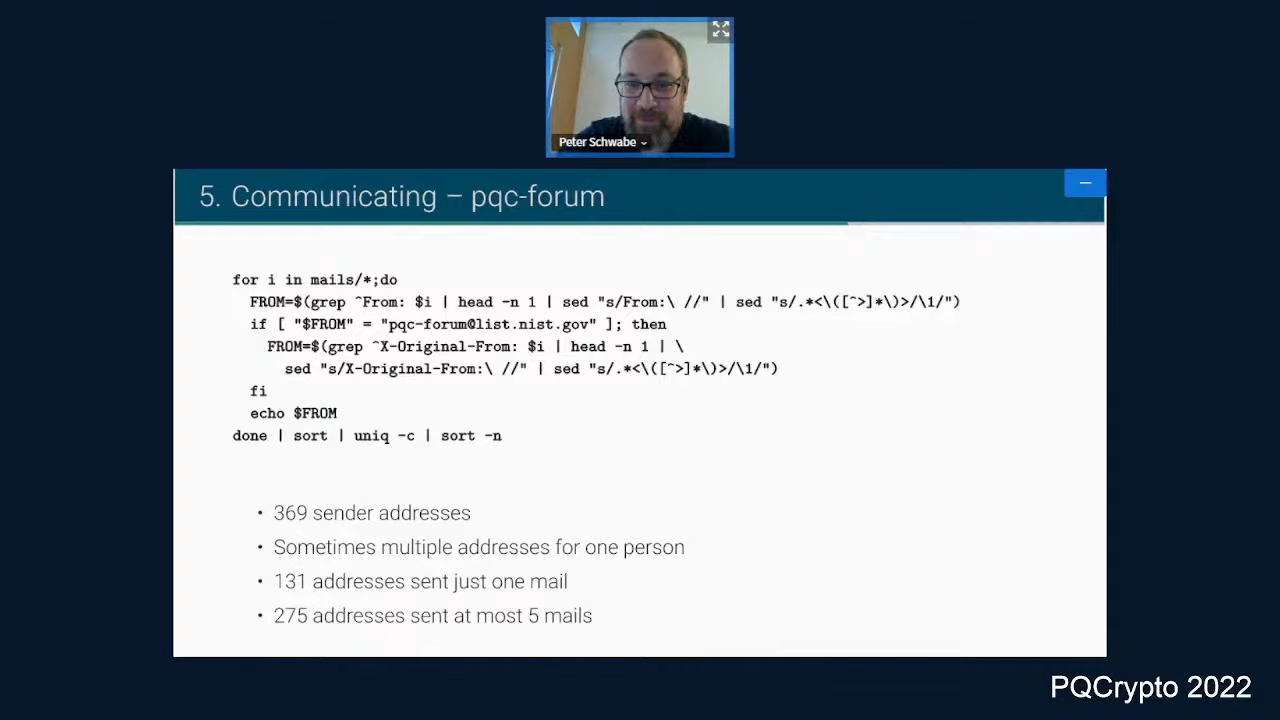 Peter Schwabe
5. Communicating – pqc-forum
for i in mails/*;do
FROM=$(grep ^From: $i | head -n 1 | sed "s/From:\ //" | sed "s/.*<\([^>]*\)>/\1/")
if [ "$FROM" = "pqc-forum@list.nist.gov" ]; then
FROM=$(grep ^X-Original-From: $i | head -n 1 | \
sed "s/X-Original-From:\ //" | sed "s/.*<\([^>]*\)>/\1/")
fi
echo $FROM
done | sort | uniq -c | sort -n
• 369 sender addresses
• Sometimes multiple addresses for one person
• 131 addresses sent just one mail
• 275 addresses sent at most 5 mails
PQCrypto 2022